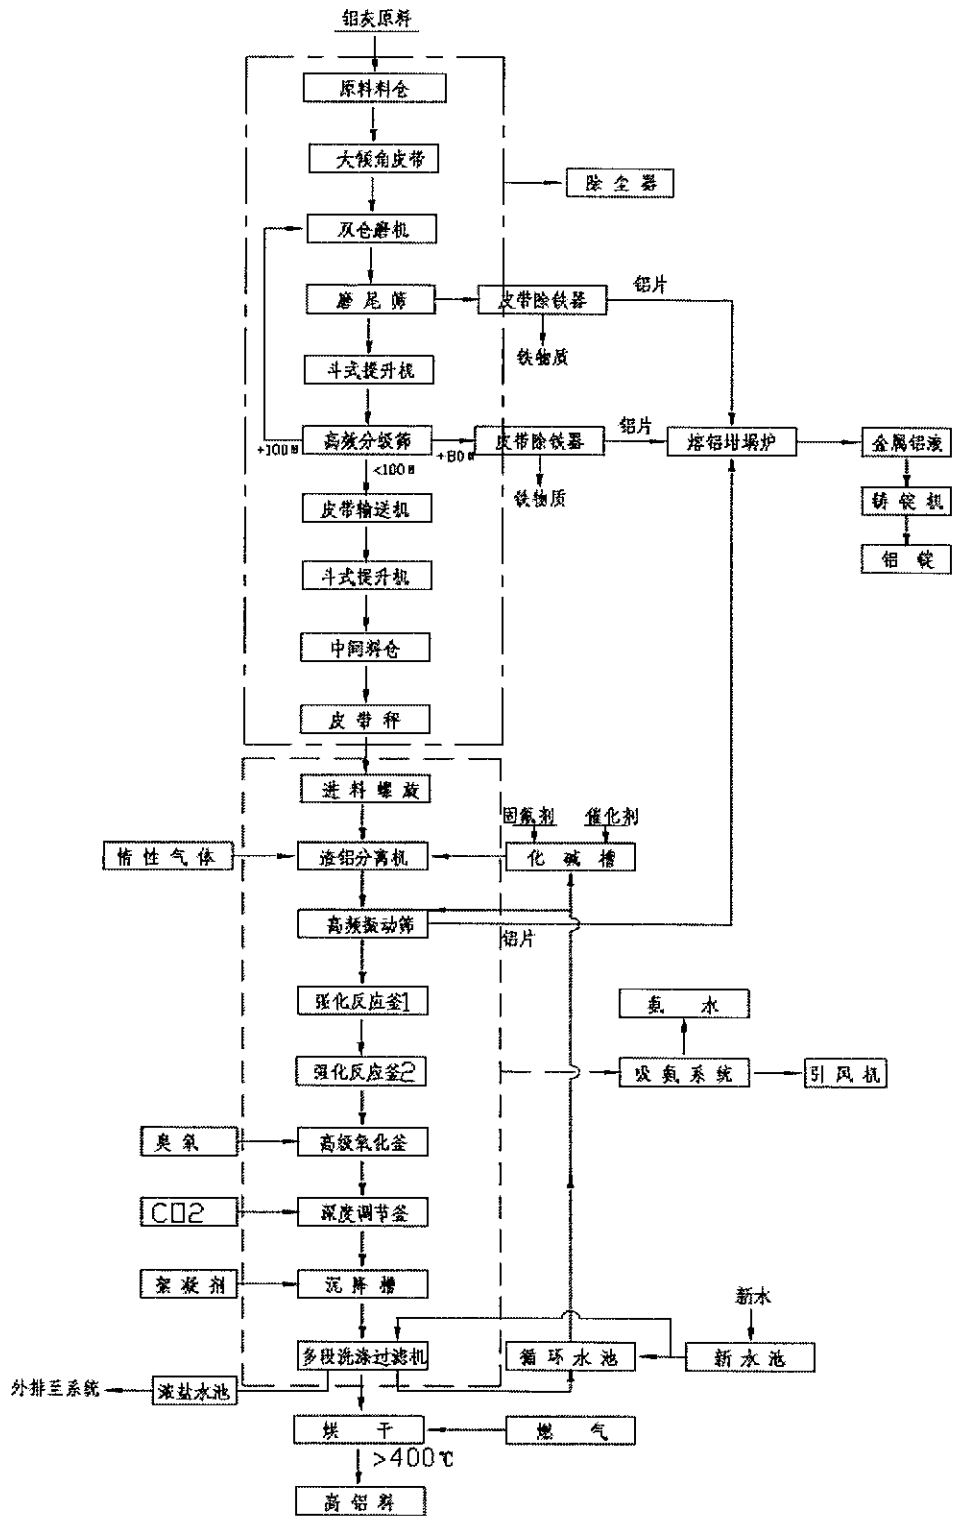 铝灰原料
原料料仓
大倾角皮带
除尘器
双仓磨机
磨尾筛
皮带除铁器
铝片
铁物质
斗式提升机
高效分级筛
+100目
<100目
+80目
皮带除铁器
铝片
铁物质
熔铝坩埚炉
金属铝液
铸锭机
铝锭
皮带输送机
斗式提升机
中间料仓
皮带秤
进料螺旋
固氟剂
催化剂
惰性气体
渣铝分离机
化碱槽
高频振动筛
铝片
强化反应釜1
氨水
强化反应釜2
吸氨系统
引风机
臭氧
高级氧化釜
CO2
深度调节釜
絮凝剂
沉降槽
新水
多段洗涤过滤机
循环水池
新水池
外排至系统
浓盐水池
烘干
燃气
>400℃
高铝料